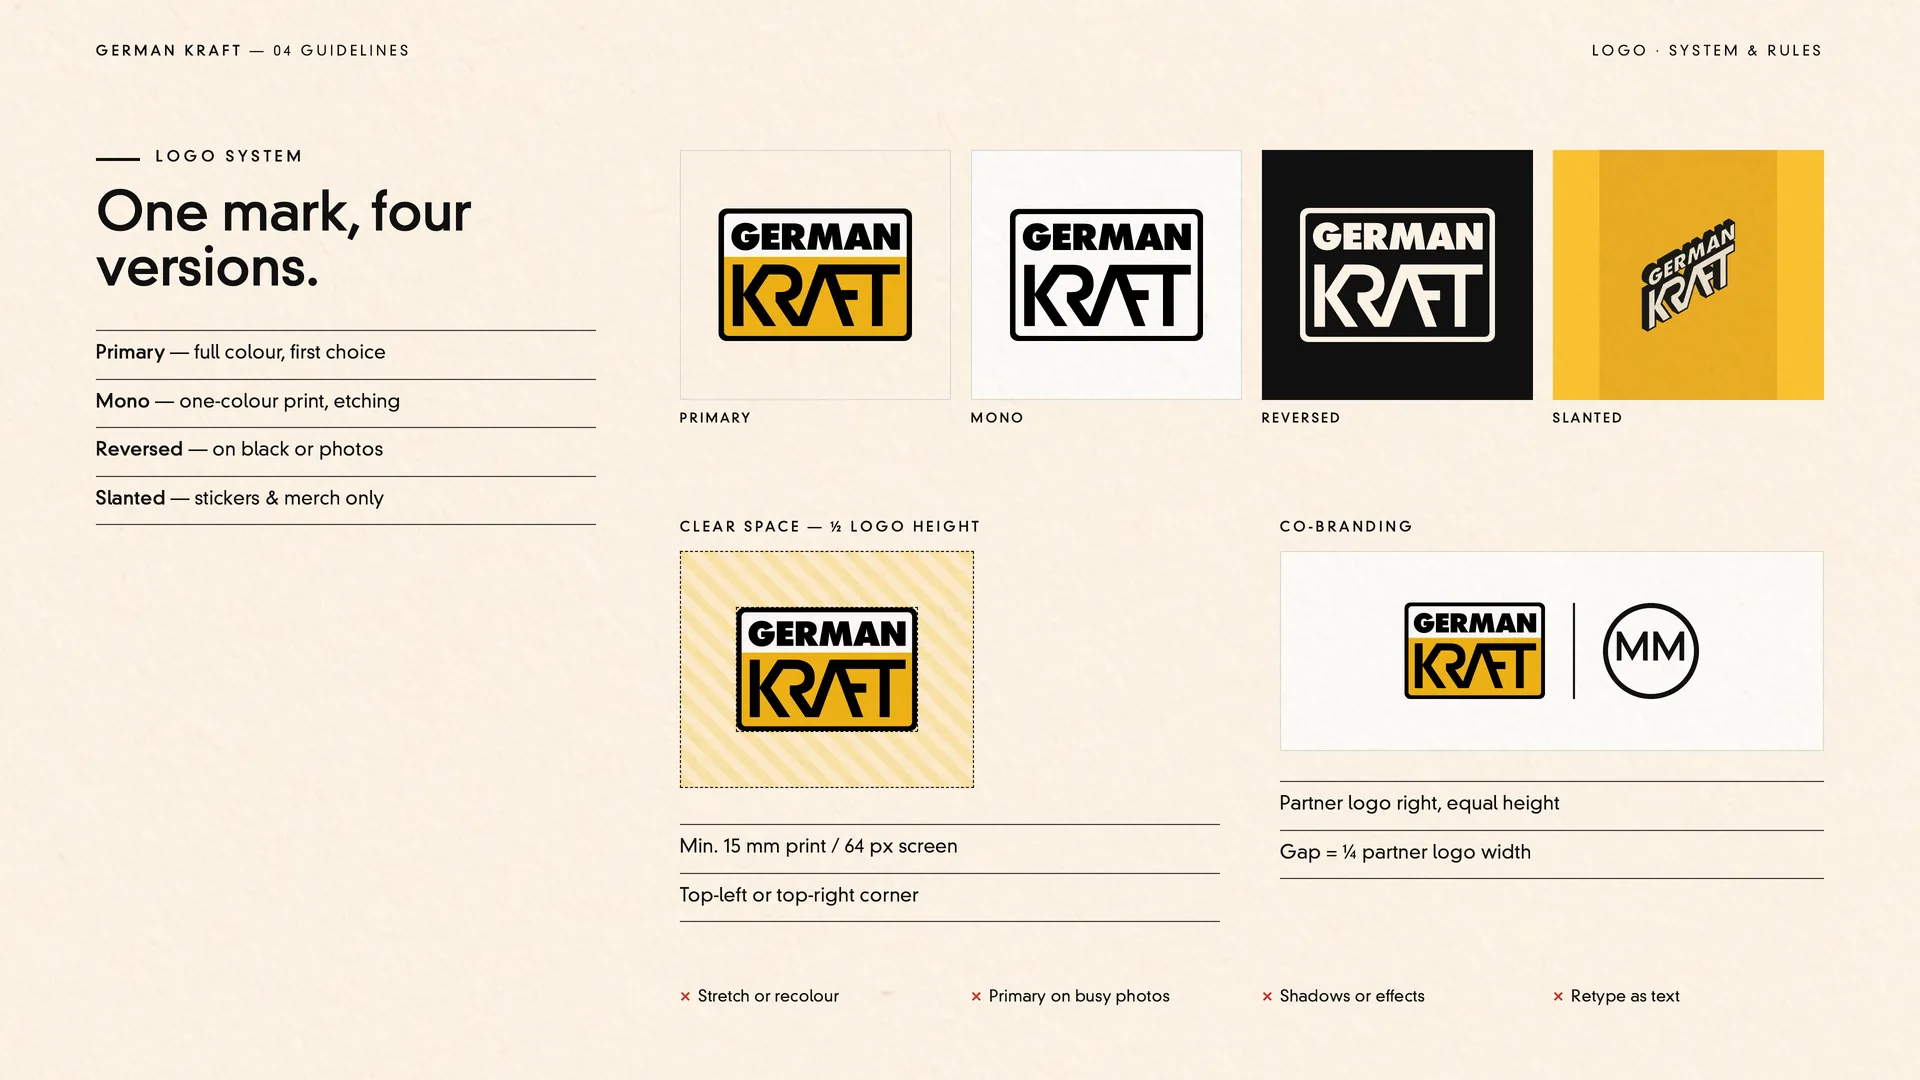 GERMAN KRAFT — 04 GUIDELINES
LOGO · SYSTEM & RULES
LOGO SYSTEM
One mark, four
versions.
Primary — full colour, first choice
Mono — one-colour print, etching
Reversed — on black or photos
Slanted — stickers & merch only
GERMAN
KRAFT
PRIMARY
GERMAN
KRAFT
MONO
GERMAN
KRAFT
REVERSED
GERMAN
KRAFT
SLANTED
CLEAR SPACE — ½ LOGO HEIGHT
GERMAN
KRAFT
Min. 15 mm print / 64 px screen
Top-left or top-right corner
CO-BRANDING
GERMAN
KRAFT
MM
Partner logo right, equal height
Gap = ¼ partner logo width
× Stretch or recolour
× Primary on busy photos
× Shadows or effects
× Retype as text